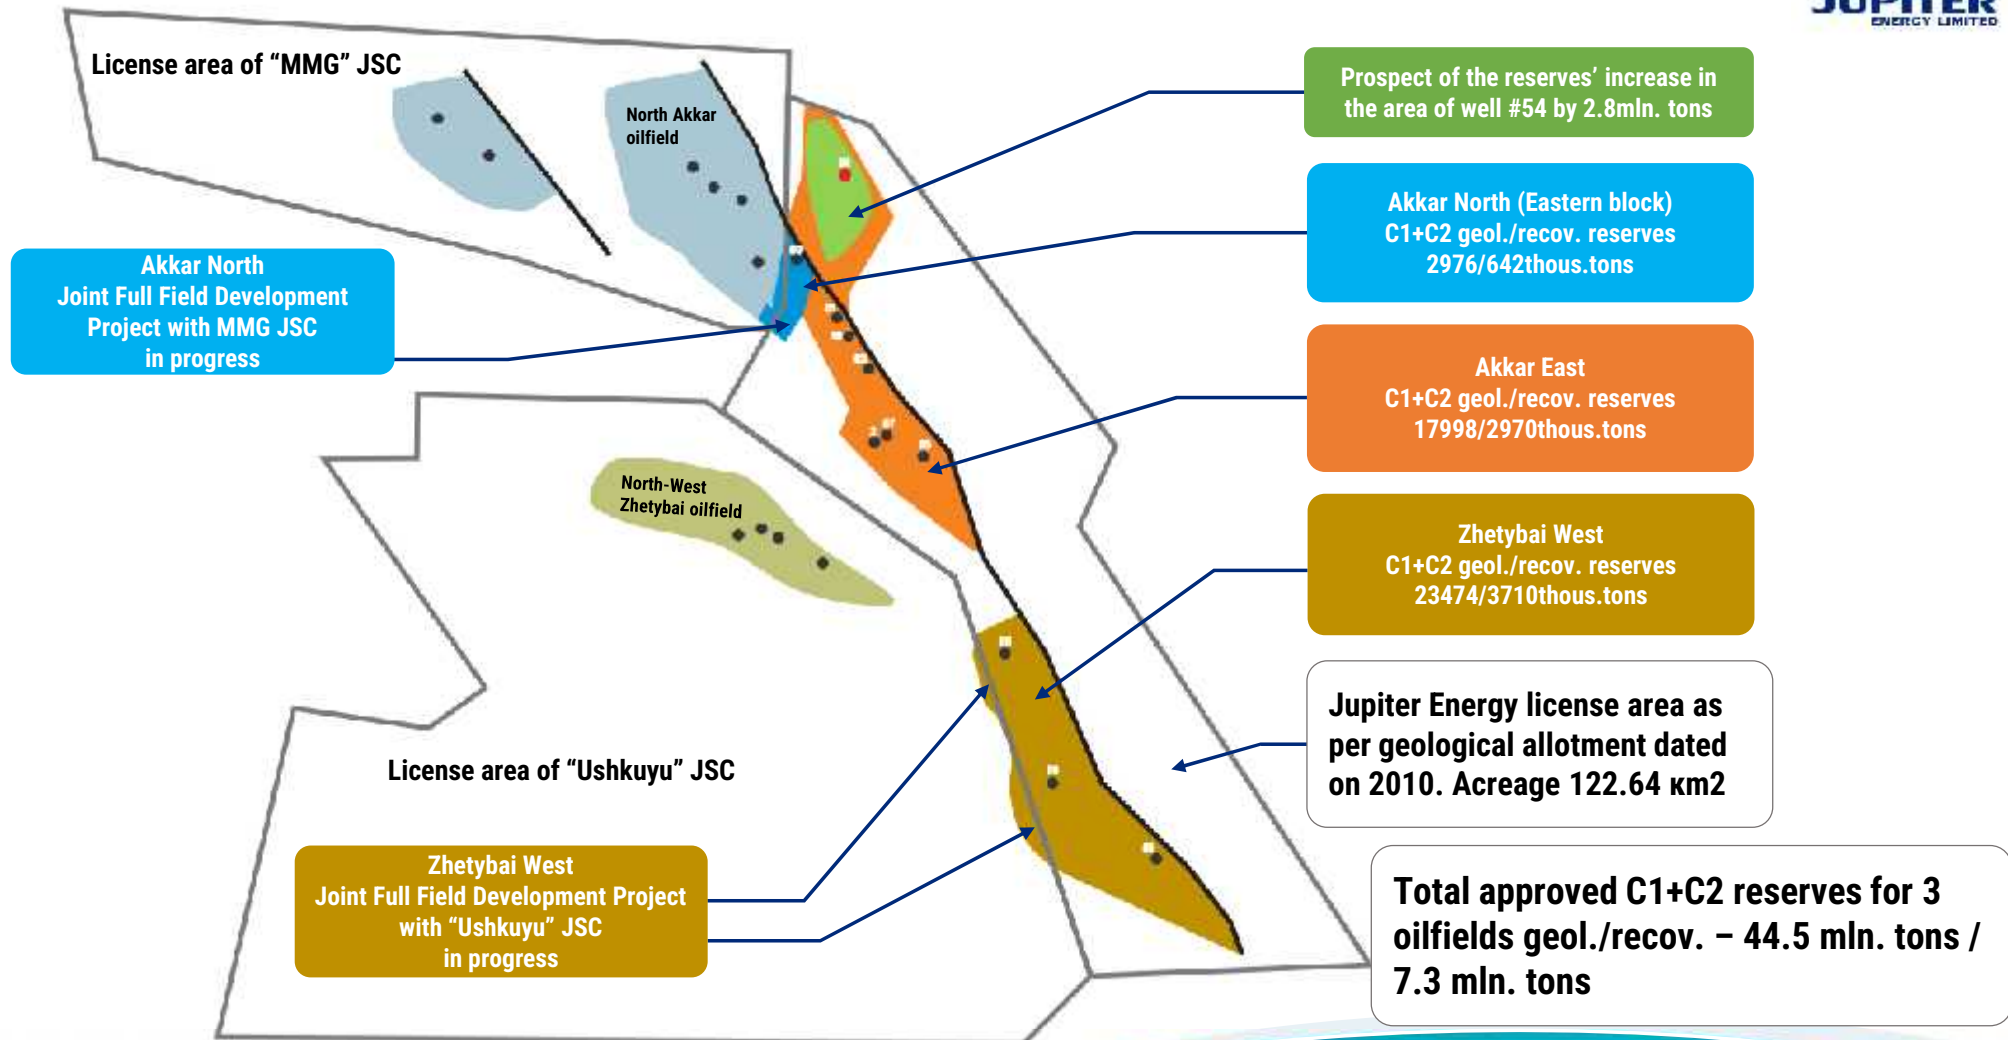 JUPITER
ENERGY LIMITED
License area of “MMG” JSC
North Akkar
oilfield
Prospect of the reserves’ increase in
the area of well #54 by 2.8mln. tons
Akkar North (Eastern block)
C1+C2 geol./recov. reserves
2976/642thous.tons
Akkar North
Joint Full Field Development
Project with MMG JSC
in progress
Akkar East
C1+C2 geol./recov. reserves
17998/2970thous.tons
North-West
Zhetybai oilfield
Zhetybai West
C1+C2 geol./recov. reserves
23474/3710thous.tons
Jupiter Energy license area as
per geological allotment dated
on 2010. Acreage 122.64 км2
License area of “Ushkuyu” JSC
Zhetybai West
Joint Full Field Development Project
with “Ushkuyu” JSC
in progress
Total approved C1+C2 reserves for 3
oilfields geol./recov. – 44.5 mln. tons /
7.3 mln. tons